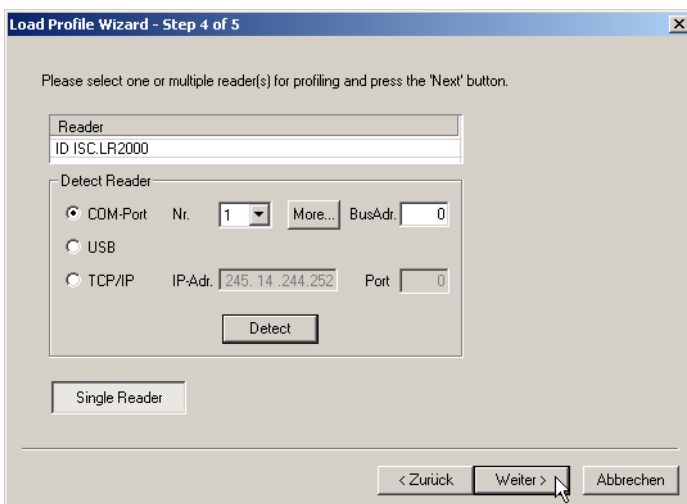 Load Profile Wizard - Step 4 of 5
Please select one or multiple reader(s) for profiling and press the 'Next' button.
Reader
ID ISC.LR2000
Detect Reader
COM-Port Nr. 1 More... BusAdr. 0
USB
TCP/IP IP-Adr. 245. 14 .244.252 Port 0
Detect
Single Reader
< Zurück Weiter > Abbrechen